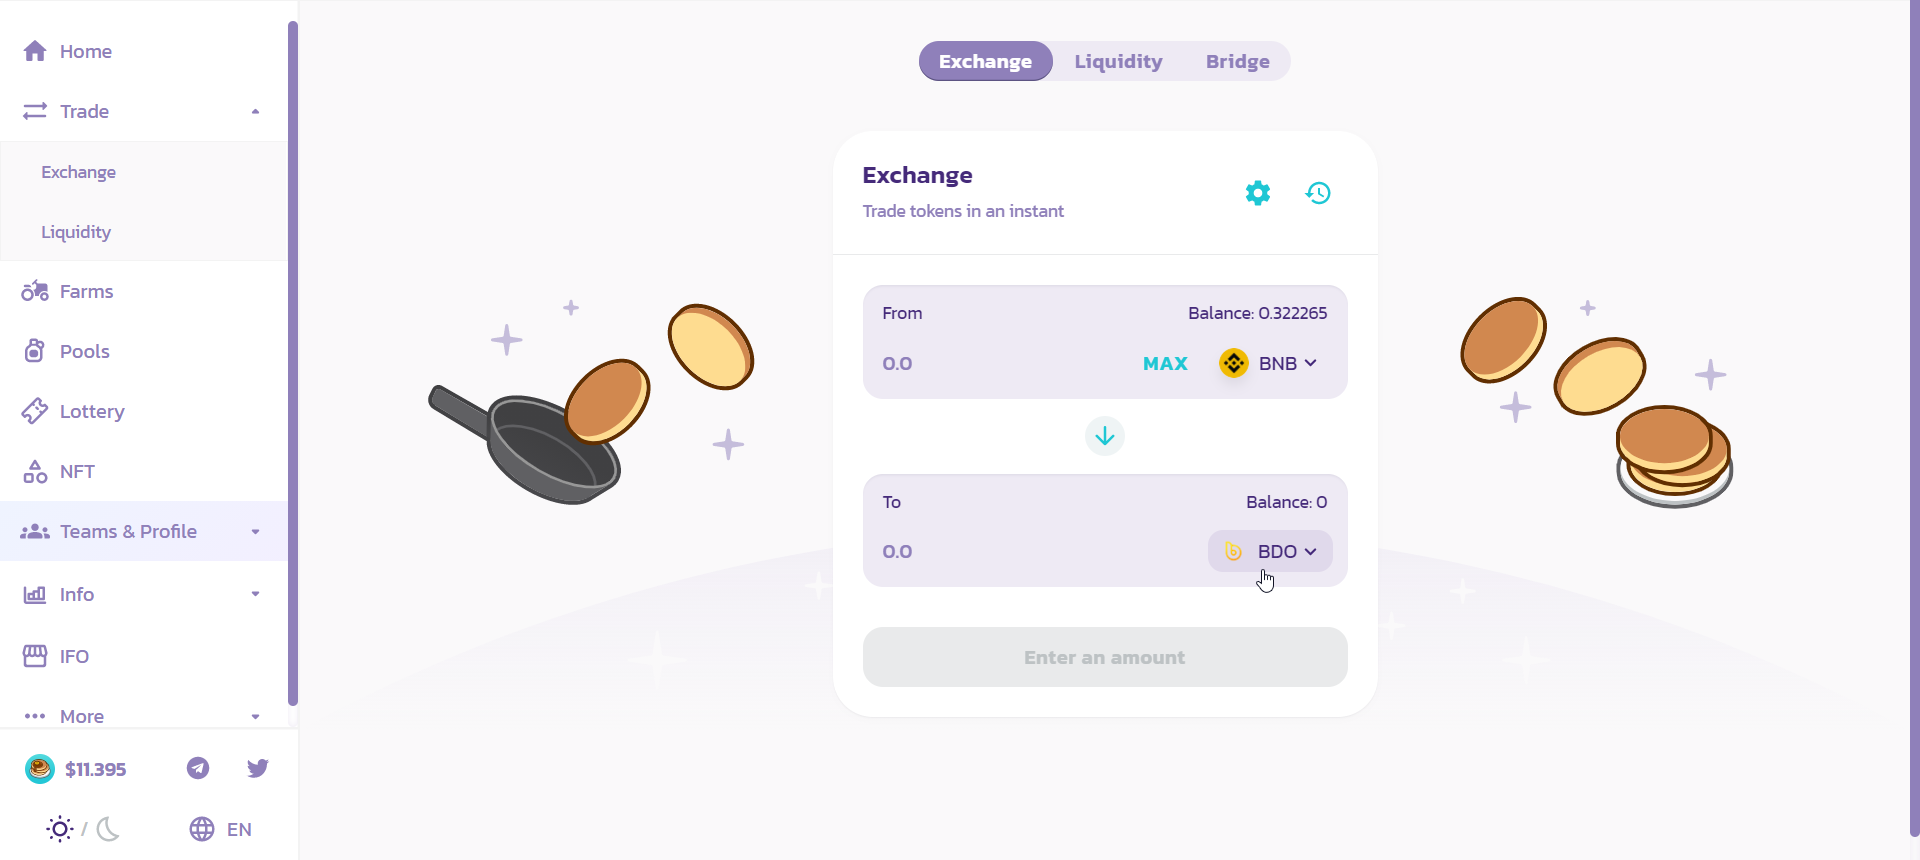 Home
Trade
Exchange
Liquidity
Farms
Pools
Lottery
NFT
Teams & Profile
Info
IFO
More
$11.395
/
EN
Exchange Liquidity Bridge
Exchange
Trade tokens in an instant
From Balance: 0.322265
0.0 MAX BNB
To Balance: 0
0.0 BDO
Enter an amount